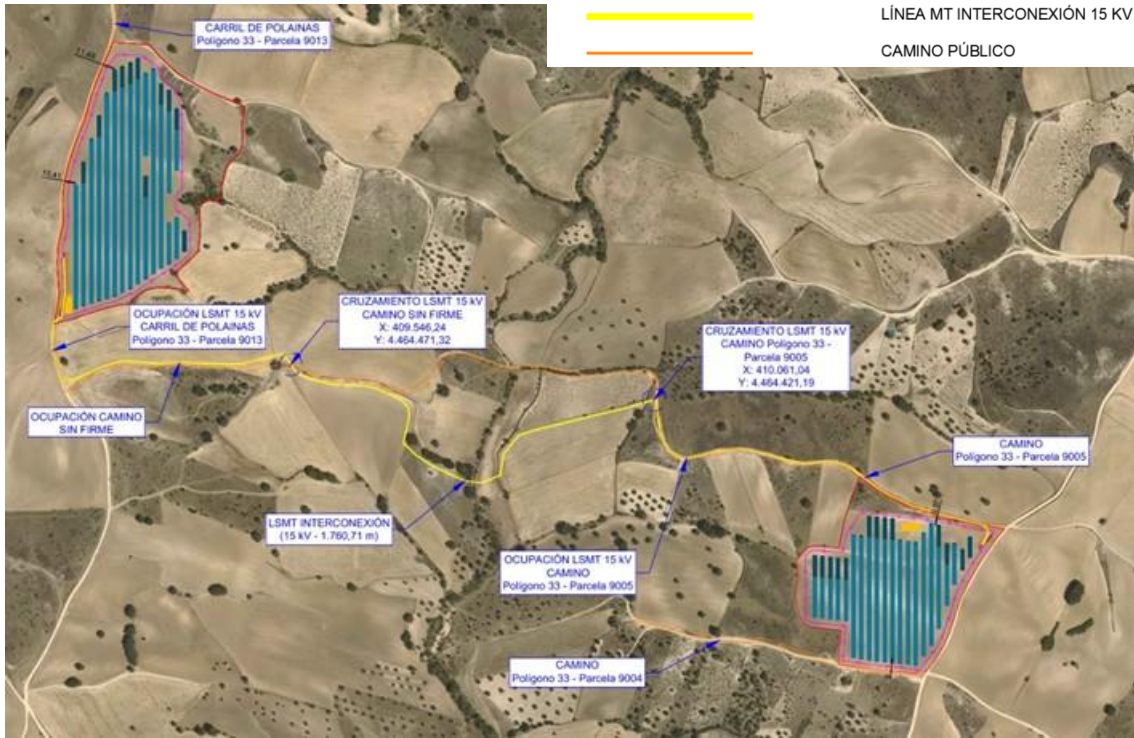 LÍNEA MT INTERCONEXIÓN 15 KV
CAMINO PÚBLICO
CARRIL DE POLAINAS
Polígono 33 - Parcela 9013
OCUPACIÓN LSMT 15 kV
CARRIL DE POLAINAS
Polígono 33 - Parcela 9013
CRUZAMIENTO LSMT 15 kV
CAMINO SIN FIRME
X: 409.546,24
Y: 4.464.471,32
CRUZAMIENTO LSMT 15 kV
CAMINO Polígono 33 -
Parcela 9005
X: 410.061,04
Y: 4.464.421,19
OCUPACIÓN CAMINO
SIN FIRME
CAMINO
Polígono 33 - Parcela 9005
LSMT INTERCONEXIÓN
(15 kV - 1.760,71 m)
OCUPACIÓN LSMT 15 kV
CAMINO
Polígono 33 - Parcela 9005
CAMINO
Polígono 33 - Parcela 9004